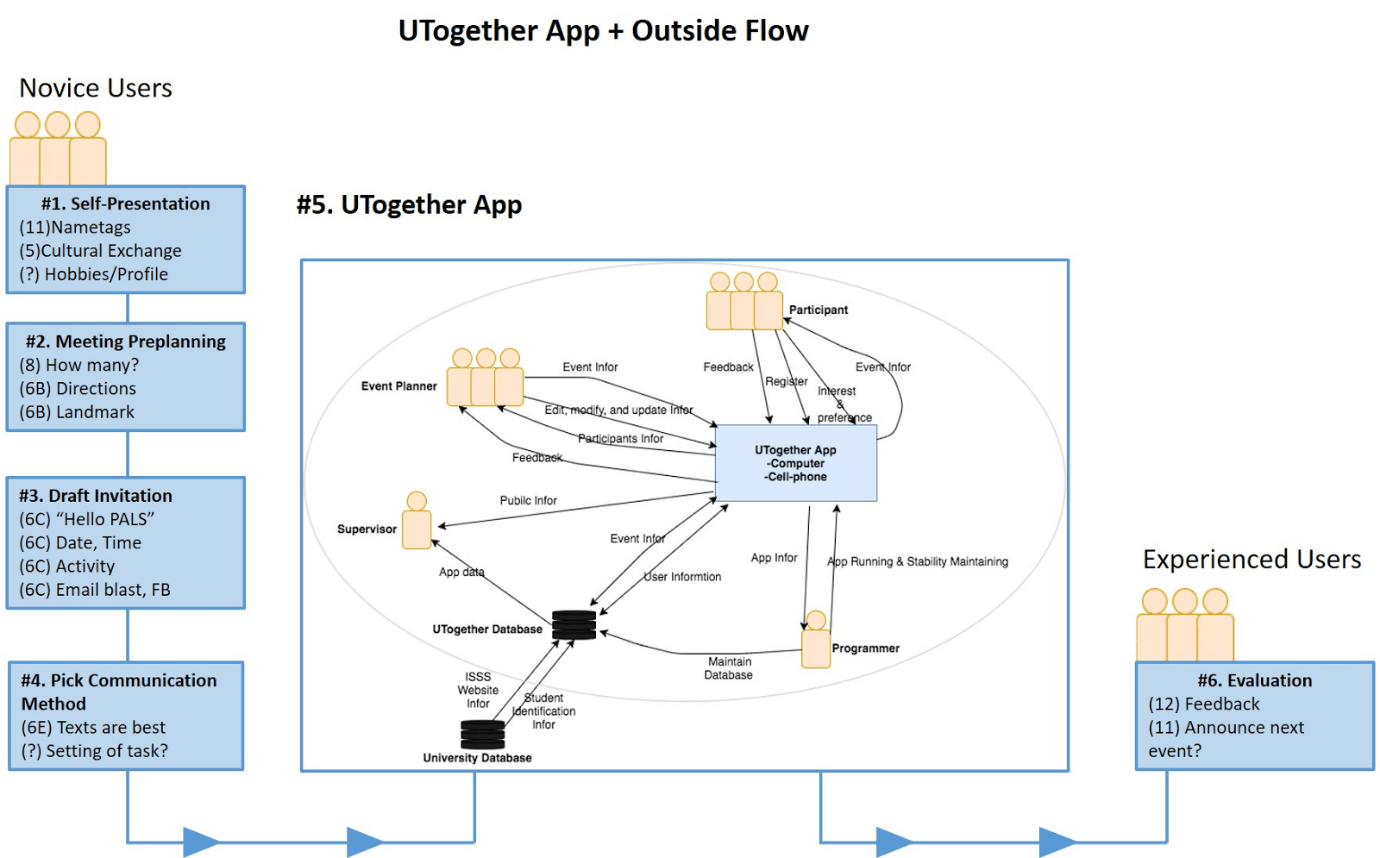 UTogether App + Outside Flow
Novice Users
#1. Self-Presentation
(11)Nametags
(5)Cultural Exchange
(?) Hobbies/Profile
#2. Meeting Preplanning
(8) How many?
(6B) Directions
(6B) Landmark
#3. Draft Invitation
(6C) “Hello PALS”
(6C) Date, Time
(6C) Activity
(6C) Email blast, FB
#4. Pick Communication
Method
(6E) Texts are best
(?) Setting of task?
#5. UTogether App
Participant
Feedback
Register
Interest
&
preference
Event Infor
Event Planner
Event Infor
Edit, modify, and update Infor
Participants Infor
Feedback
UTogether App
-Computer
-Cell-phone
Supervisor
Public Infor
App data
Event Infor
User Informtion
App Infor
App Running & Stability Maintaining
UTogether Database
Programmer
Maintain
Database
ISSS
Website
Infor
Student
Identification
Infor
University Database
Experienced Users
#6. Evaluation
(12) Feedback
(11) Announce next
event?